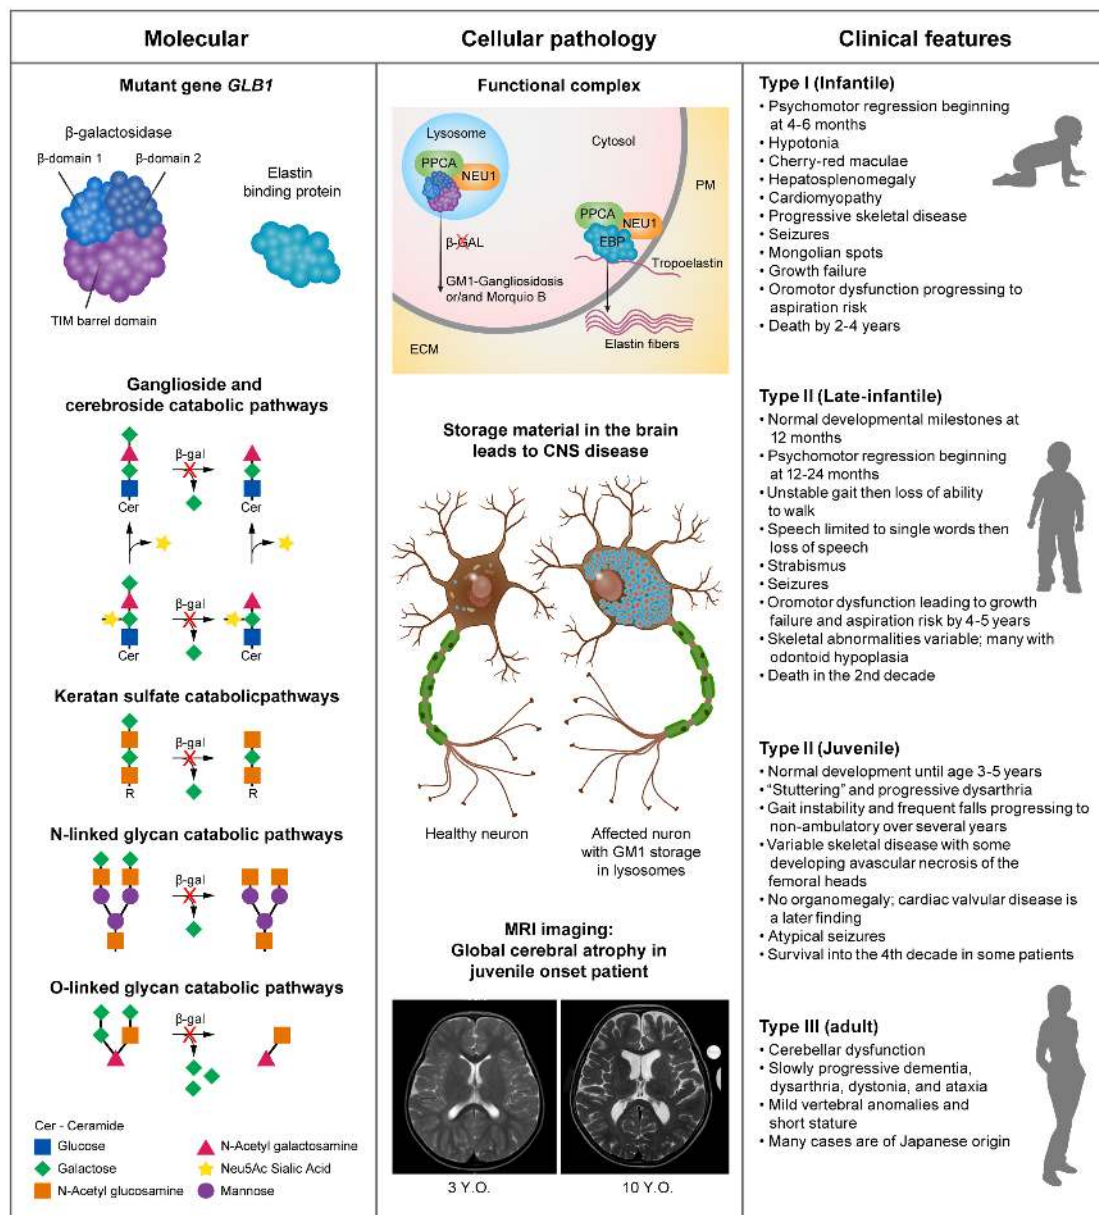 Molecular
Mutant gene GLB1
β-galactosidase
β-domain 1
β-domain 2
Elastin
binding protein
TIM barrel domain
Ganglioside and
cerebroside catabolic pathways
β-gal
Cer
Cer
β-gal
Cer
Cer
Keratan sulfate catabolicpathways
β-gal
R
R
N-linked glycan catabolic pathways
β-gal
O-linked glycan catabolic pathways
β-gal
Cer - Ceramide
Glucose
Galactose
N-Acetyl glucosamine
N-Acetyl galactosamine
Neu5Ac Sialic Acid
Mannose
Cellular pathology
Functional complex
Lysosome
PPCA
NEU1
Cytosol
PM
β-GAL
GM1-Gangliosidosis
or/and Morquio B
PPCA
NEU1
EBP
Tropoelastin
Elastin fibers
ECM
Storage material in the brain
leads to CNS disease
Healthy neuron
Affected nuron
with GM1 storage
in lysosomes
MRI imaging:
Global cerebral atrophy in
juvenile onset patient
3 Y.O.
10 Y.O.
Clinical features
Type I (Infantile)
• Psychomotor regression beginning
at 4-6 months
• Hypotonia
• Cherry-red maculae
• Hepatosplenomegaly
• Cardiomyopathy
• Progressive skeletal disease
• Seizures
• Mongolian spots
• Growth failure
• Oromotor dysfunction progressing to
aspiration risk
• Death by 2-4 years
Type II (Late-infantile)
• Normal developmental milestones at
12 months
• Psychomotor regression beginning
at 12-24 months
• Unstable gait then loss of ability
to walk
• Speech limited to single words then
loss of speech
• Strabismus
• Seizures
• Oromotor dysfunction leading to growth
failure and aspiration risk by 4-5 years
• Skeletal abnormalities variable; many with
odontoid hypoplasia
• Death in the 2nd decade
Type II (Juvenile)
• Normal development until age 3-5 years
• “Stuttering” and progressive dysarthria
• Gait instability and frequent falls progressing to
non-ambulatory over several years
• Variable skeletal disease with some
developing avascular necrosis of the
femoral heads
• No organomegaly; cardiac valvular disease is
a later finding
• Atypical seizures
• Survival into the 4th decade in some patients
Type III (adult)
• Cerebellar dysfunction
• Slowly progressive dementia,
dysarthria, dystonia, and ataxia
• Mild vertebral anomalies and
short stature
• Many cases are of Japanese origin